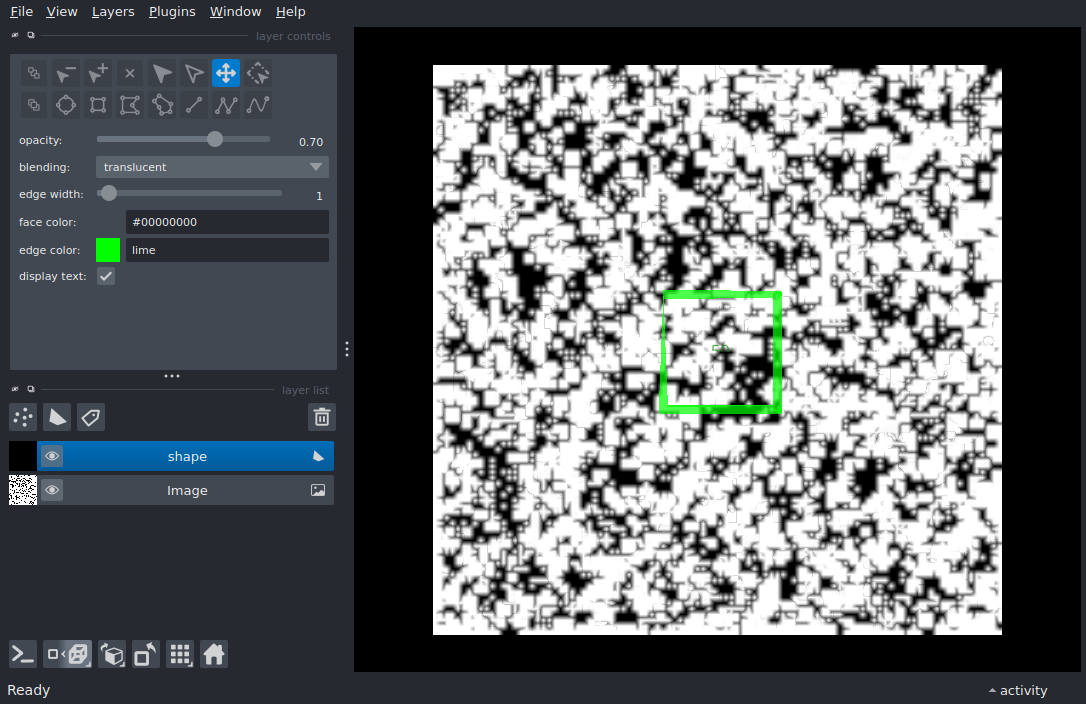 File View Layers Plugins Window Help
layer controls
opacity: 0.70
blending: translucent
edge width: 1
face color: #00000000
edge color: lime
display text:
layer list
shape
Image
Ready
activity